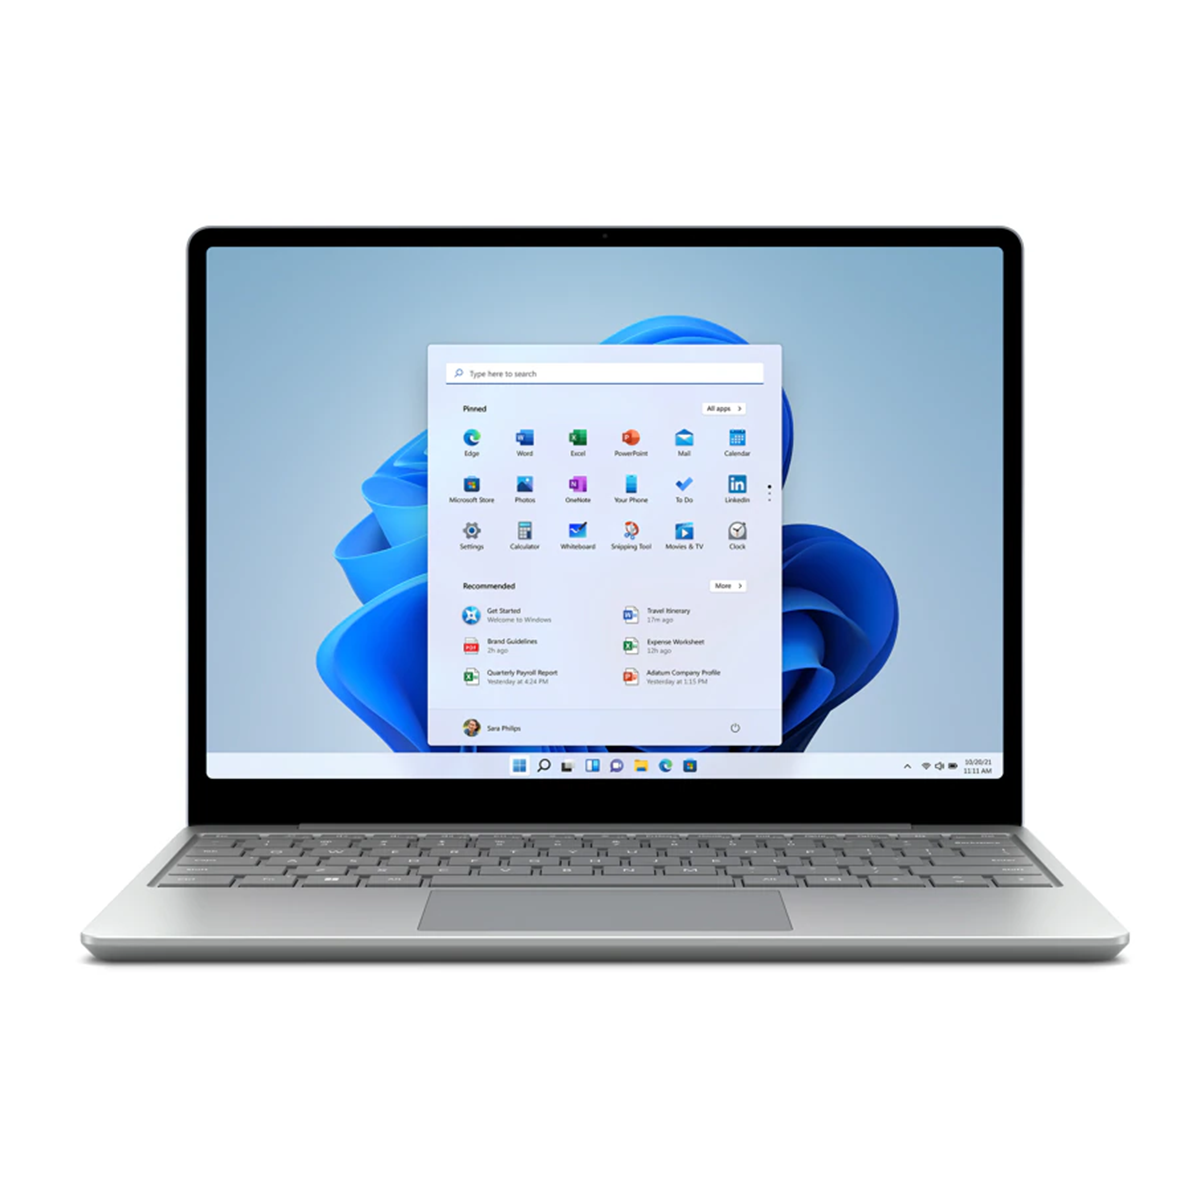 Type here to search
Pinned
All apps >
Edge Word Excel PowerPoint Mail Calendar
Microsoft Store Photos OneNote Your Phone To Do LinkedIn
Settings Calculator Whiteboard Snipping Tool Movies & TV Clock
Recommended
More >
Get Started
Welcome to Windows
Travel Itinerary
17m ago
Brand Guidelines
2h ago
Expense Worksheet
12h ago
Quarterly Payroll Report
Yesterday at 4:24 PM
Adatum Company Profile
Yesterday at 1:15 PM
Sara Philips
10/20/21
11:11 AM